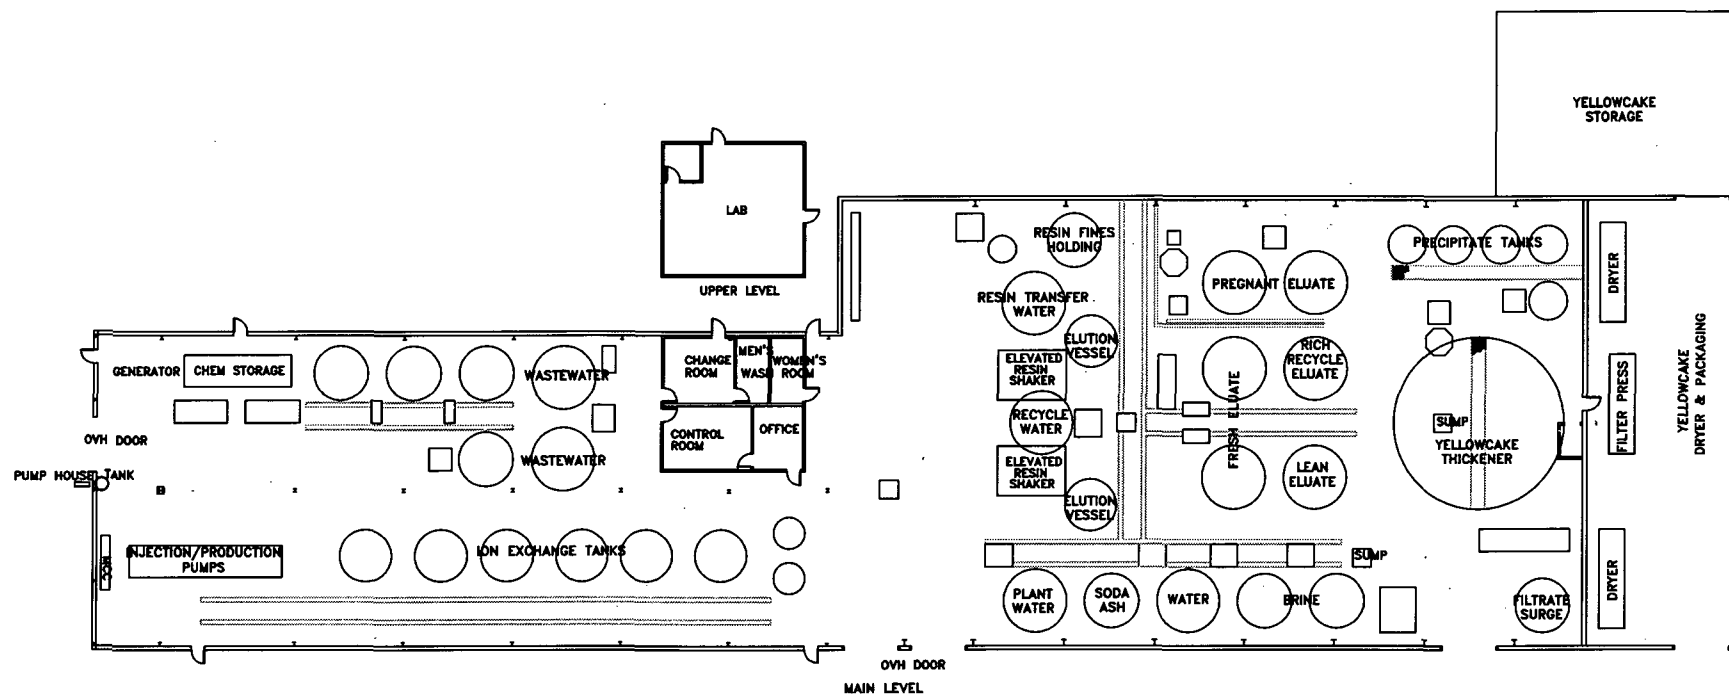 YELLOWCAKE
STORAGE
LAB
UPPER LEVEL
RESIN FINES
HOLDING
PRECIPITATE TANKS
DRYER
PREGNANT ELUATE
RESIN TRANSFER
WATER
ELUTION
VESSEL
RICH
RECYCLE
ELUATE
ELEVATED
RESIN
SHAKER
GENERATOR
CHEM STORAGE
WASTEWATER
CHANGE
ROOM
MEN'S
WASH
WOMEN'S
ROOM
FILTER PRESS
YELLOWCAKE
DRYER & PACKAGING
OVH DOOR
CONTROL
ROOM
OFFICE
RECYCLE
WATER
FRESH ELUATE
SUMP
YELLOWCAKE
THICKENER
WASTEWATER
PUMP HOUSE TANK
ELEVATED
RESIN
SHAKER
LEAN
ELUATE
ELUTION
VESSEL
INJECTION/PRODUCTION
PUMPS
MCC
ION EXCHANGE TANKS
SUMP
PLANT
WATER
SODA
ASH
WATER
BRINE
FILTRATE
SURGE
DRYER
OVH DOOR
MAIN LEVEL